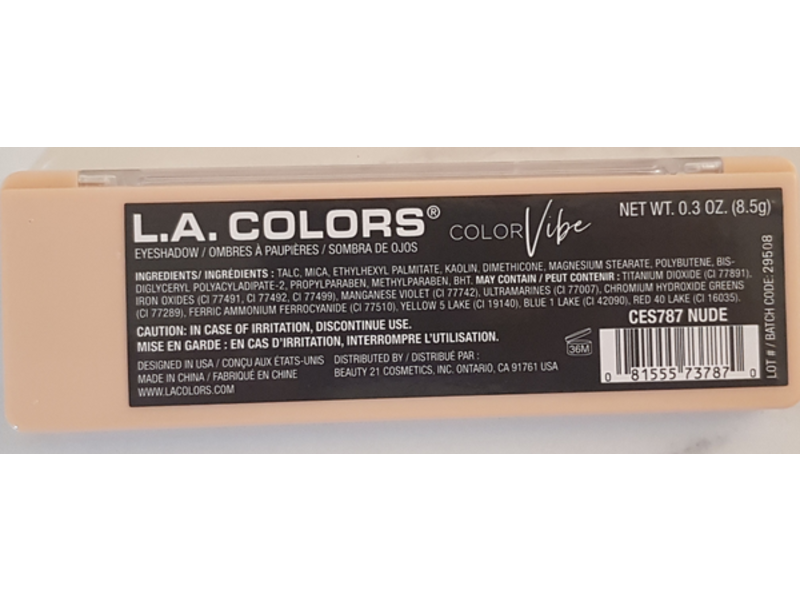 L.A. COLORS® COLOR Vibe NET WT. 0.3 OZ. (8.5g)
EYESHADOW / OMBRES À PAUPIÈRES / SOMBRA DE OJOS
INGREDIENTS/ INGRÉDIENTS : TALC, MICA, ETHYLHEXYL PALMITATE, KAOLIN, DIMETHICONE, MAGNESIUM STEARATE, POLYBUTENE, BIS-
DIGLYCERYL POLYACYLADIPATE-2, PROPYLPARABEN, METHYLPARABEN, BHT. MAY CONTAIN / PEUT CONTENIR : TITANIUM DIOXIDE (CI 77891),
IRON OXIDES (CI 77491, CI 77492, CI 77499), MANGANESE VIOLET (CI 77742), ULTRAMARINES (CI 77007), CHROMIUM HYDROXIDE GREENS
(CI 77289), FERRIC AMMONIUM FERROCYANIDE (CI 77510), YELLOW 5 LAKE (CI 19140), BLUE 1 LAKE (CI 42090), RED 40 LAKE (CI 16035).
CAUTION: IN CASE OF IRRITATION, DISCONTINUE USE.
MISE EN GARDE : EN CAS D'IRRITATION, INTERROMPRE L'UTILISATION.
DESIGNED IN USA / CONÇU AUX ÉTATS-UNIS
MADE IN CHINA / FABRIQUÉ EN CHINE
WWW.LACOLORS.COM
DISTRIBUTED BY / DISTRIBUÉ PAR :
BEAUTY 21 COSMETICS, INC. ONTARIO, CA 91761 USA
36M
CES787 NUDE
0 81555 73787 0
LOT # / BATCH CODE: 29508